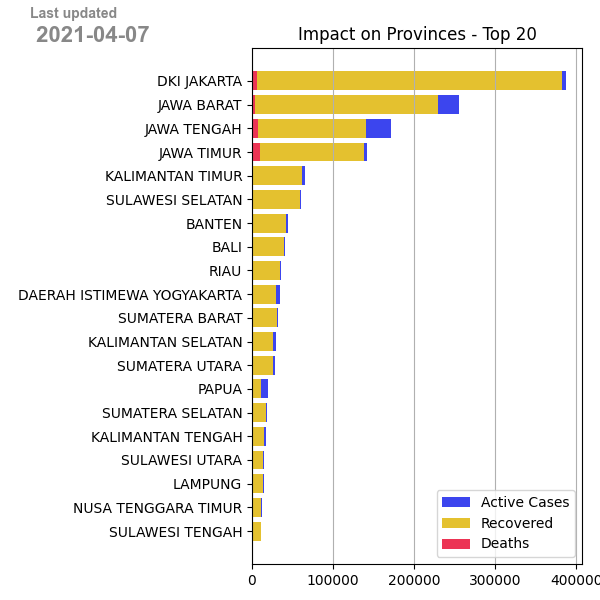 Last updated
2021-04-07
Impact on Provinces - Top 20
DKI JAKARTA
JAWA BARAT
JAWA TENGAH
JAWA TIMUR
KALIMANTAN TIMUR
SULAWESI SELATAN
BANTEN
BALI
RIAU
DAERAH ISTIMEWA YOGYAKARTA
SUMATERA BARAT
KALIMANTAN SELATAN
SUMATERA UTARA
PAPUA
SUMATERA SELATAN
KALIMANTAN TENGAH
SULAWESI UTARA
LAMPUNG
NUSA TENGGARA TIMUR
SULAWESI TENGAH
Active Cases
Recovered
Deaths
0 100000 200000 300000 400000